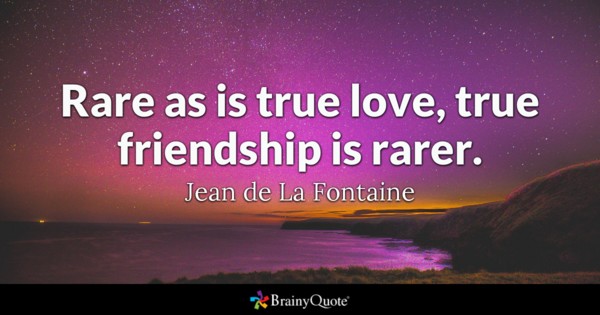 Rare as is true love, true
friendship is rarer.
Jean de La Fontaine
BrainyQuote®